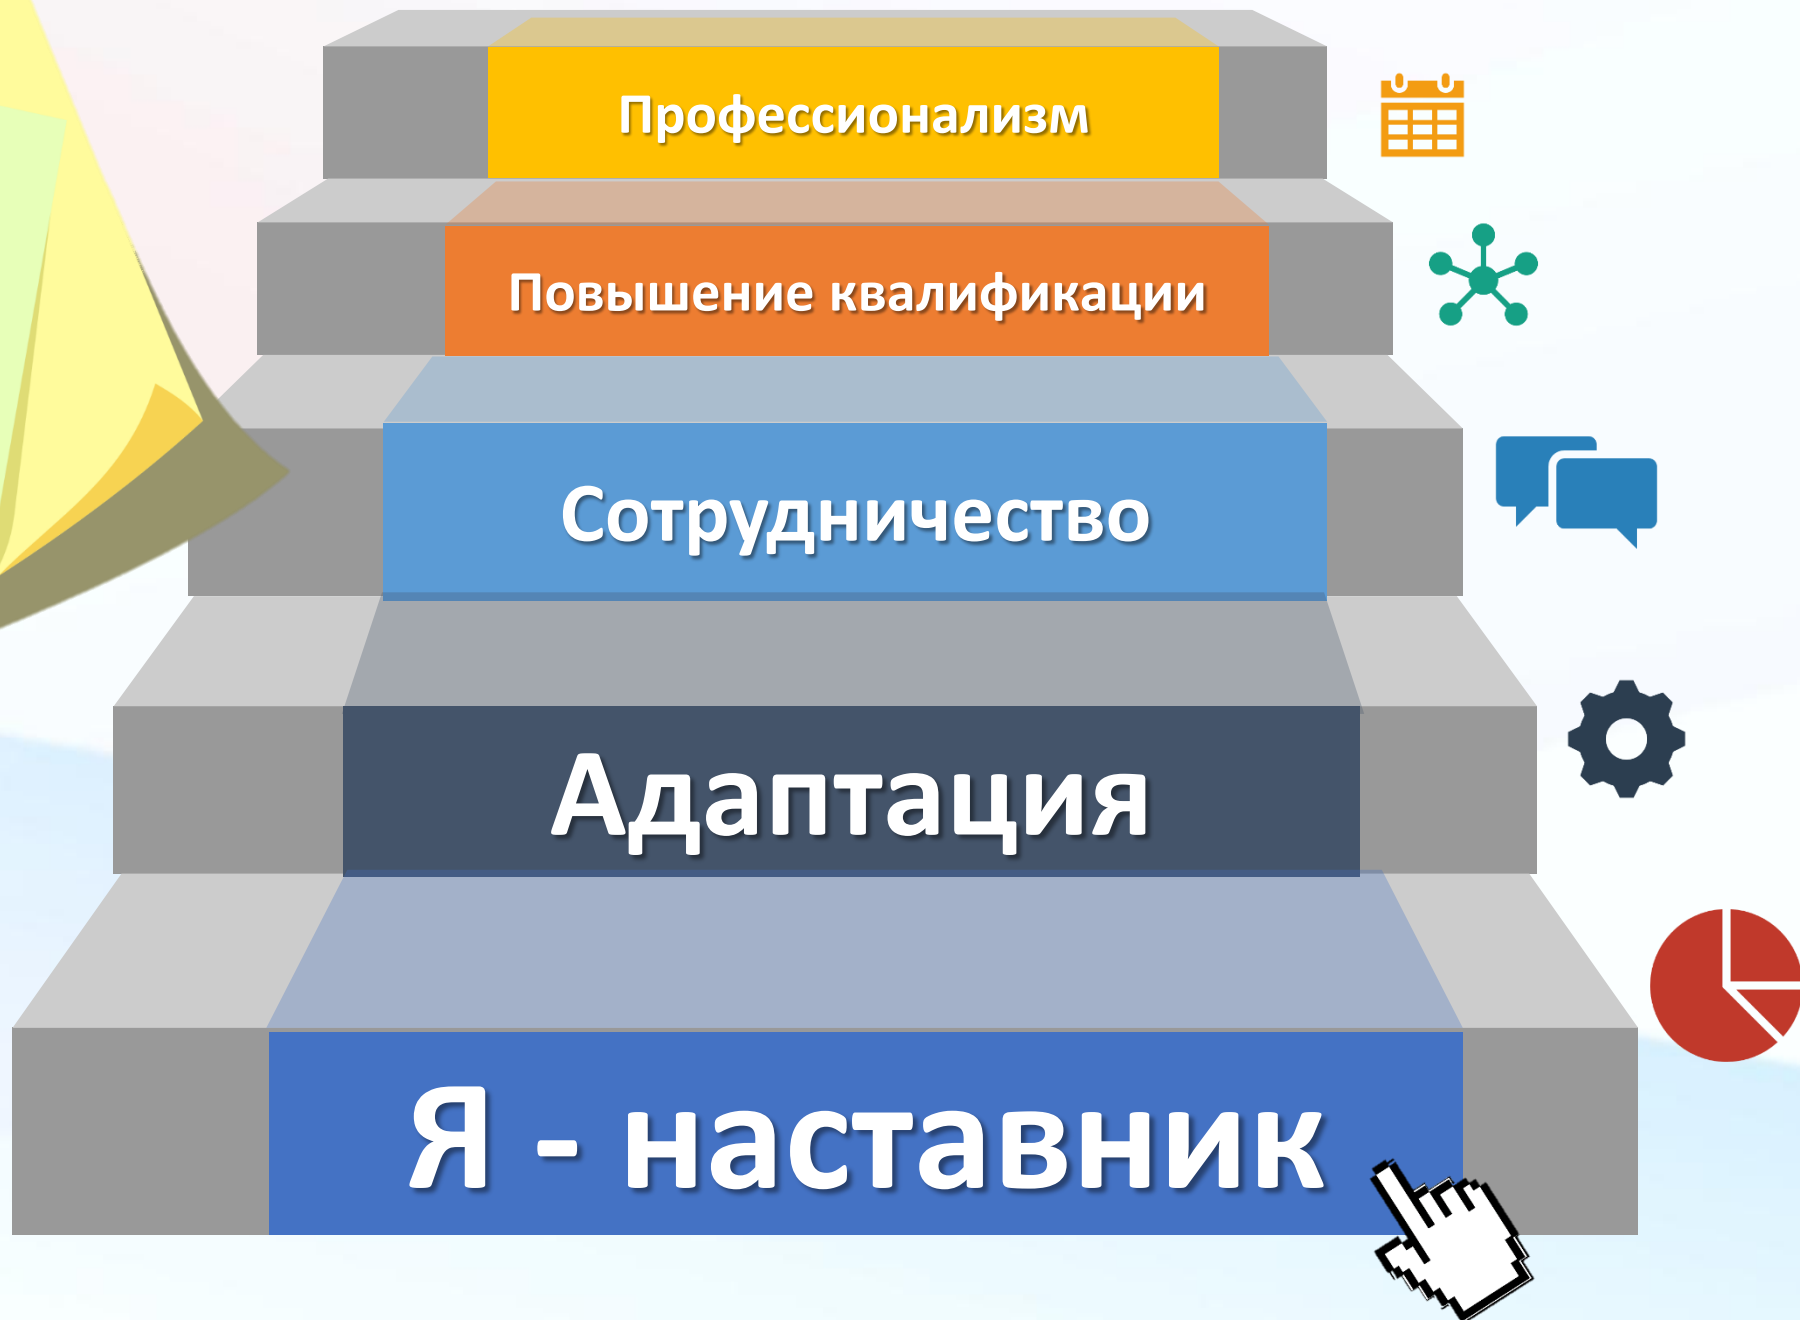 Профессионализм
Повышение квалификации
Сотрудничество
Адаптация
Я - наставник